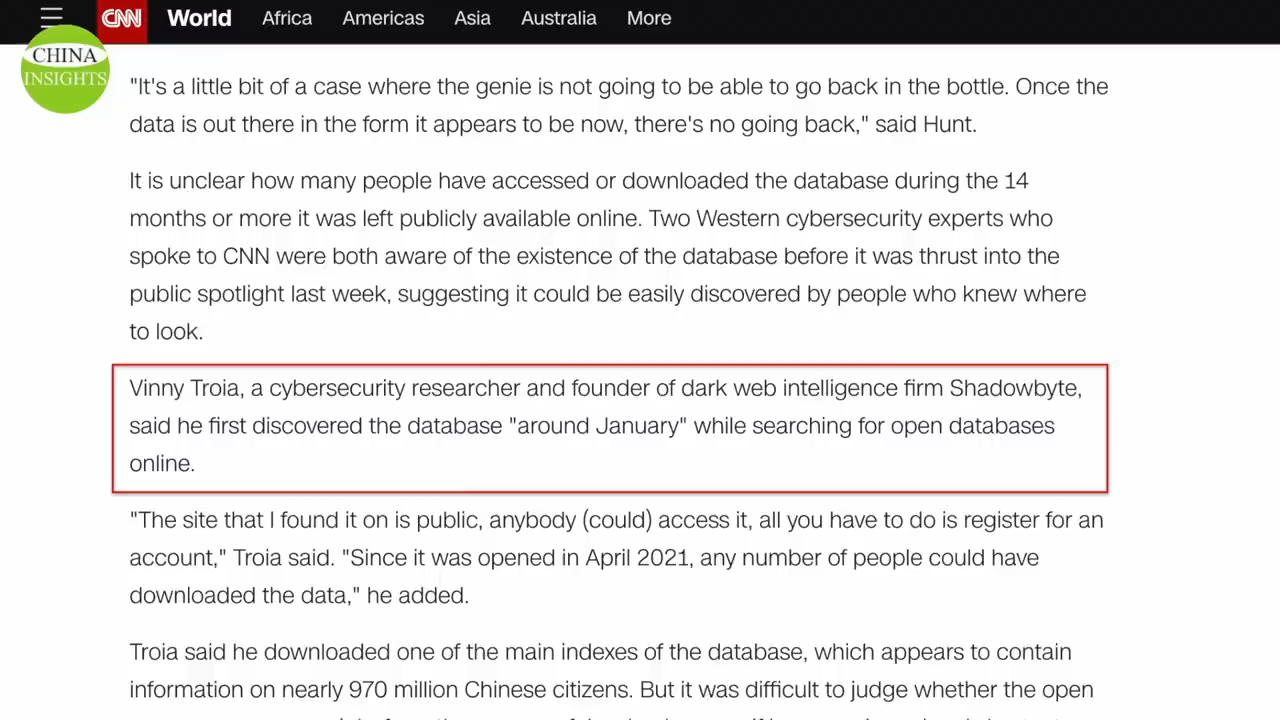 CNN World Africa Americas Asia Australia More
CHINA
INSIGHTS
"It's a little bit of a case where the genie is not going to be able to go back in the bottle. Once the
data is out there in the form it appears to be now, there's no going back," said Hunt.
It is unclear how many people have accessed or downloaded the database during the 14
months or more it was left publicly available online. Two Western cybersecurity experts who
spoke to CNN were both aware of the existence of the database before it was thrust into the
public spotlight last week, suggesting it could be easily discovered by people who knew where
to look.
Vinny Troia, a cybersecurity researcher and founder of dark web intelligence firm Shadowbyte,
said he first discovered the database "around January" while searching for open databases
online.
"The site that I found it on is public, anybody (could) access it, all you have to do is register for an
account," Troia said. "Since it was opened in April 2021, any number of people could have
downloaded the data," he added.
Troia said he downloaded one of the main indexes of the database, which appears to contain
information on nearly 970 million Chinese citizens. But it was difficult to judge whether the open